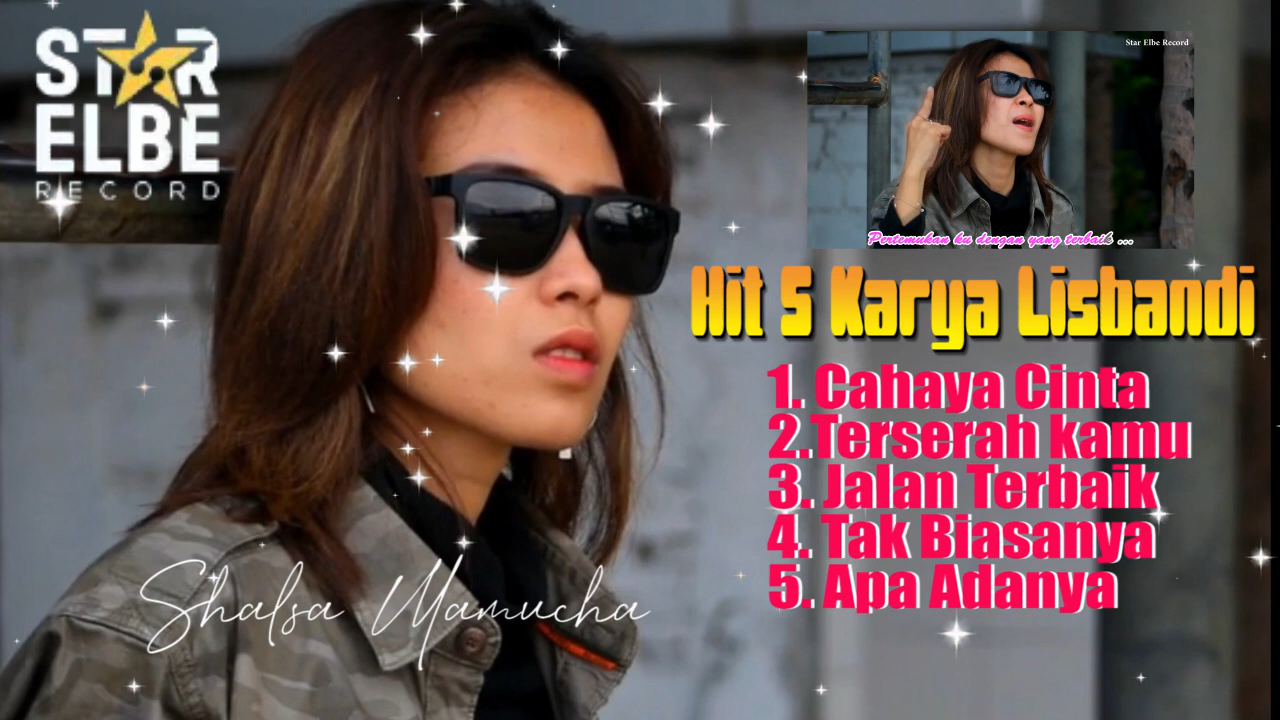 STAR
ELBE
RECORD
Star Elbe Record
Pertemukan ku dengan yang terbaik ...
Hit 5 Karya Lisbandi
1. Cahaya Cinta
2.Terserah kamu
3. Jalan Terbaik
4. Tak Biasanya
5. Apa Adanya
Shalsa Mamucha